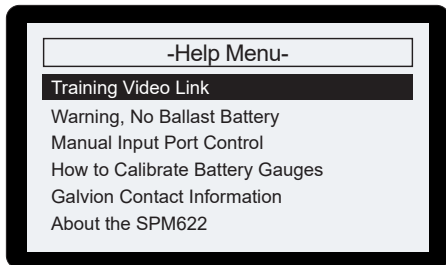 -Help Menu-
Training Video Link
Warning, No Ballast Battery
Manual Input Port Control
How to Calibrate Battery Gauges
Galvion Contact Information
About the SPM622